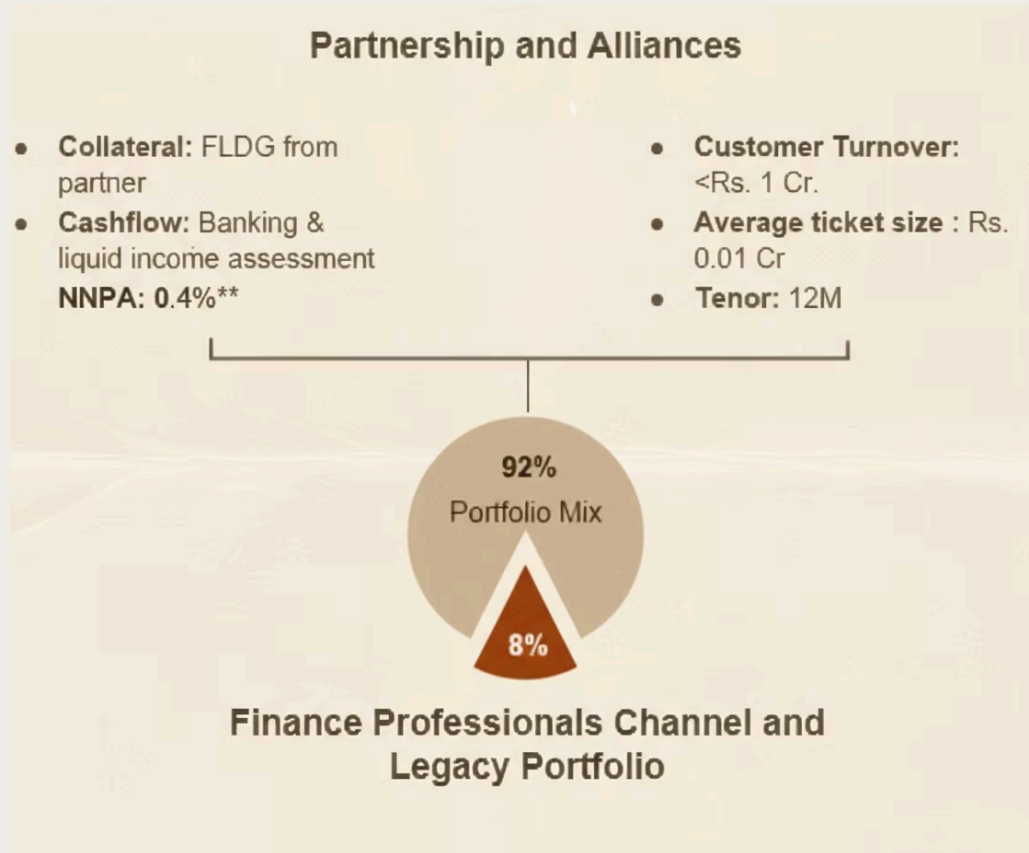 Partnership and Alliances
• Collateral: FLDG from
partner
• Cashflow: Banking &
liquid income assessment
NNPA: 0.4%**
• Customer Turnover:
<Rs. 1 Cr.
• Average ticket size : Rs.
0.01 Cr
• Tenor: 12M
92%
Portfolio Mix
8%
Finance Professionals Channel and
Legacy Portfolio